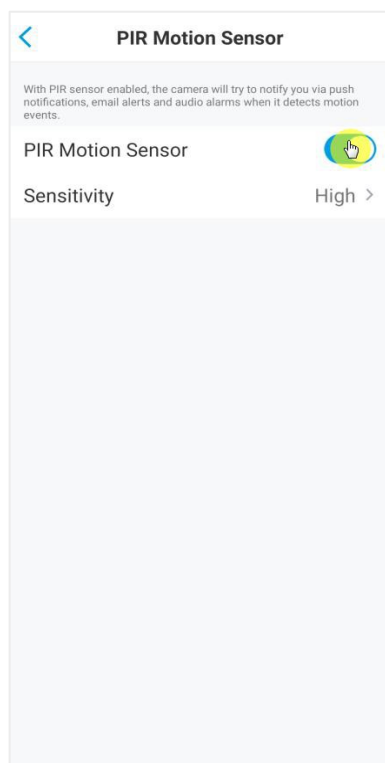 PIR Motion Sensor
With PIR sensor enabled, the camera will try to notify you via push
notifications, email alerts and audio alarms when it detects motion
events.
PIR Motion Sensor
Sensitivity High >